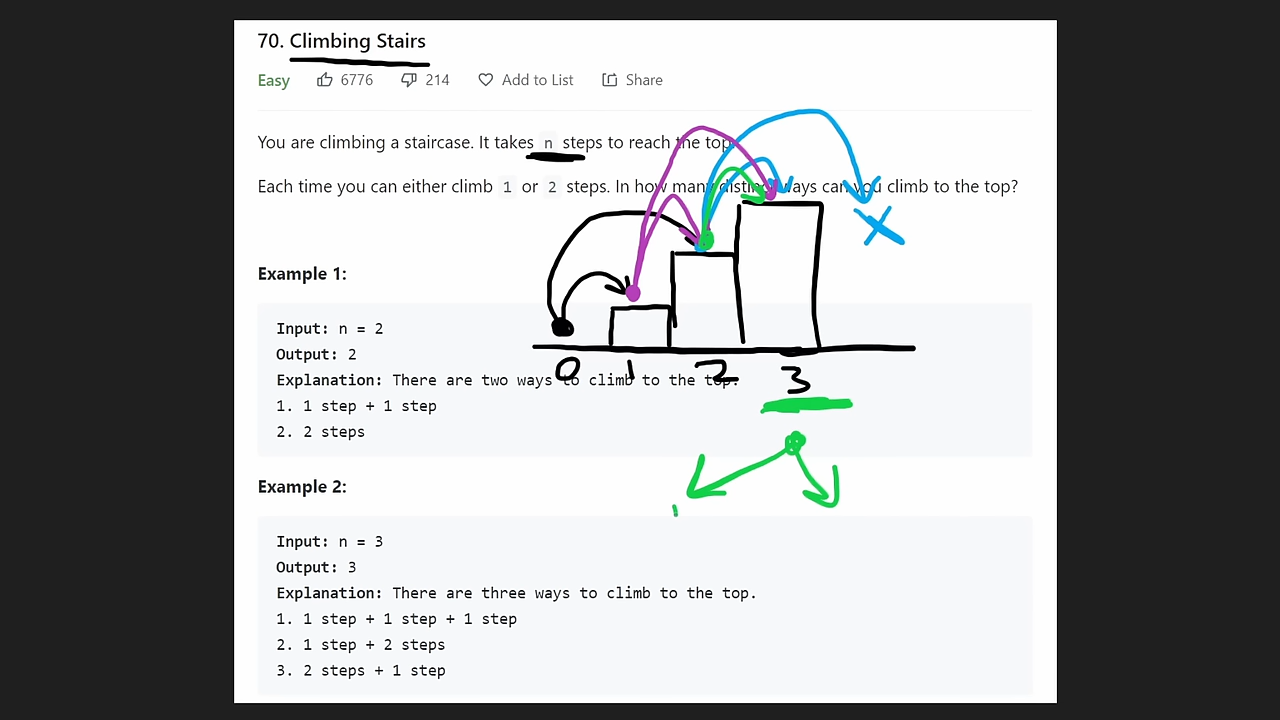 70. Climbing Stairs
Easy 6776 214 Add to List Share
You are climbing a staircase. It takes n steps to reach the top.
Each time you can either climb 1 or 2 steps. In how many distinct ways can you climb to the top?
Example 1:
Input: n = 2
Output: 2
0 1 2 3
Explanation: There are two ways to climb to the top.
1. 1 step + 1 step
2. 2 steps
Example 2:
Input: n = 3
Output: 3
Explanation: There are three ways to climb to the top.
1. 1 step + 1 step + 1 step
2. 1 step + 2 steps
3. 2 steps + 1 step